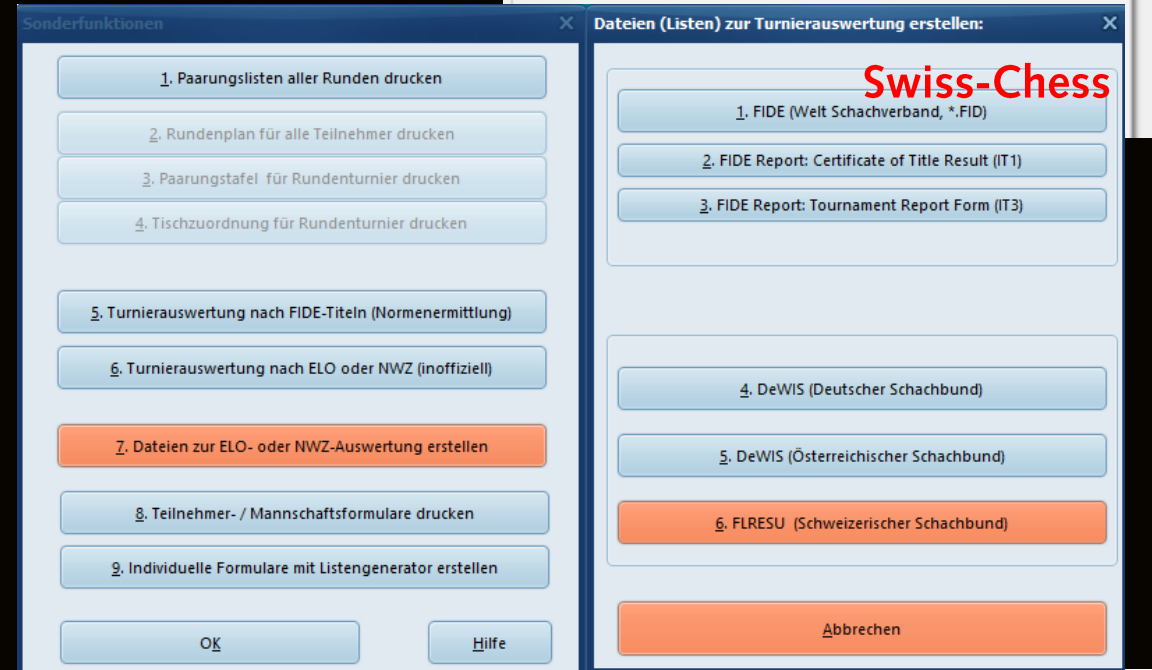 Sonderfunktionen
1. Paarungslisten aller Runden drucken
2. Rundenplan für alle Teilnehmer drucken
3. Paarungstafel für Rundenturnier drucken
4. Tischzuordnung für Rundenturnier drucken
5. Turnierauswertung nach FIDE-Titeln (Normenermittlung)
6. Turnierauswertung nach ELO oder NWZ (inoffiziell)
7. Dateien zur ELO- oder NWZ-Auswertung erstellen
8. Teilnehmer- / Mannschaftsformulare drucken
9. Individuelle Formulare mit Listengenerator erstellen
OK
Hilfe
Dateien (Listen) zur Turnierauswertung erstellen:
Swiss-Chess
1. FIDE (Welt Schachverband, *.FID)
2. FIDE Report: Certificate of Title Result (IT1)
3. FIDE Report: Tournament Report Form (IT3)
4. DeWIS (Deutscher Schachbund)
5. DeWIS (Österreichischer Schachbund)
6. FLRESU (Schweizerischer Schachbund)
Abbrechen